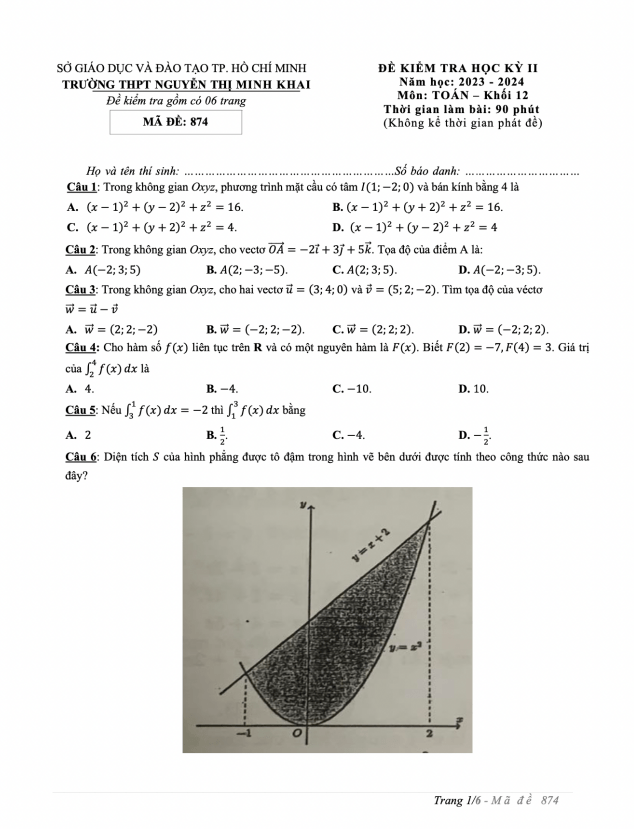 SỞ GIÁO DỤC VÀ ĐÀO TẠO TP. HỒ CHÍ MINH
TRƯỜNG THPT NGUYỄN THỊ MINH KHAI
Đề kiểm tra gồm có 06 trang
MÃ ĐỀ: 874
ĐỀ KIỂM TRA HỌC KỲ II
Năm học: 2023 - 2024
Môn: TOÁN – Khối 12
Thời gian làm bài: 90 phút
(Không kể thời gian phát đề)
Họ và tên thí sinh: ……………………………………………………Số báo danh: ……………………………
Câu 1: Trong không gian Oxyz, phương trình mặt cầu có tâm I(1; −2; 0) và bán kính bằng 4 là
A. (x − 1)² + (y − 2)² + z² = 16. B. (x − 1)² + (y + 2)² + z² = 16.
C. (x − 1)² + (y + 2)² + z² = 4. D. (x − 1)² + (y − 2)² + z² = 4
Câu 2: Trong không gian Oxyz, cho vectơ \overrightarrow{OA} = −2\vec{i} + 3\vec{j} + 5\vec{k}. Tọa độ của điểm A là:
A. A(−2; 3; 5) B. A(2; −3; −5). C. A(2; 3; 5). D. A(−2; −3; 5).
Câu 3: Trong không gian Oxyz, cho hai vectơ \vec{u} = (3; 4; 0) và \vec{v} = (5; 2; −2). Tìm tọa độ của véctơ
\vec{w} = \vec{u} − \vec{v}
A. \vec{w} = (2; 2; −2) B. \vec{w} = (−2; 2; −2). C. \vec{w} = (2; 2; 2). D. \vec{w} = (−2; 2; 2).
Câu 4: Cho hàm số f(x) liên tục trên R và có một nguyên hàm là F(x). Biết F(2) = −7, F(4) = 3. Giá trị
của ∫₂⁴ f(x) dx là
A. 4. B. −4. C. −10. D. 10.
Câu 5: Nếu ∫₃¹ f(x) dx = −2 thì ∫₁³ f(x) dx bằng
A. 2 B. 1/2. C. −4. D. −1/2.
Câu 6: Diện tích S của hình phẳng được tô đậm trong hình vẽ bên dưới được tính theo công thức nào sau
đây?
y
y = x + 2
y = x²
−1 O 2 x
Trang 1/6 - Mã đề 874